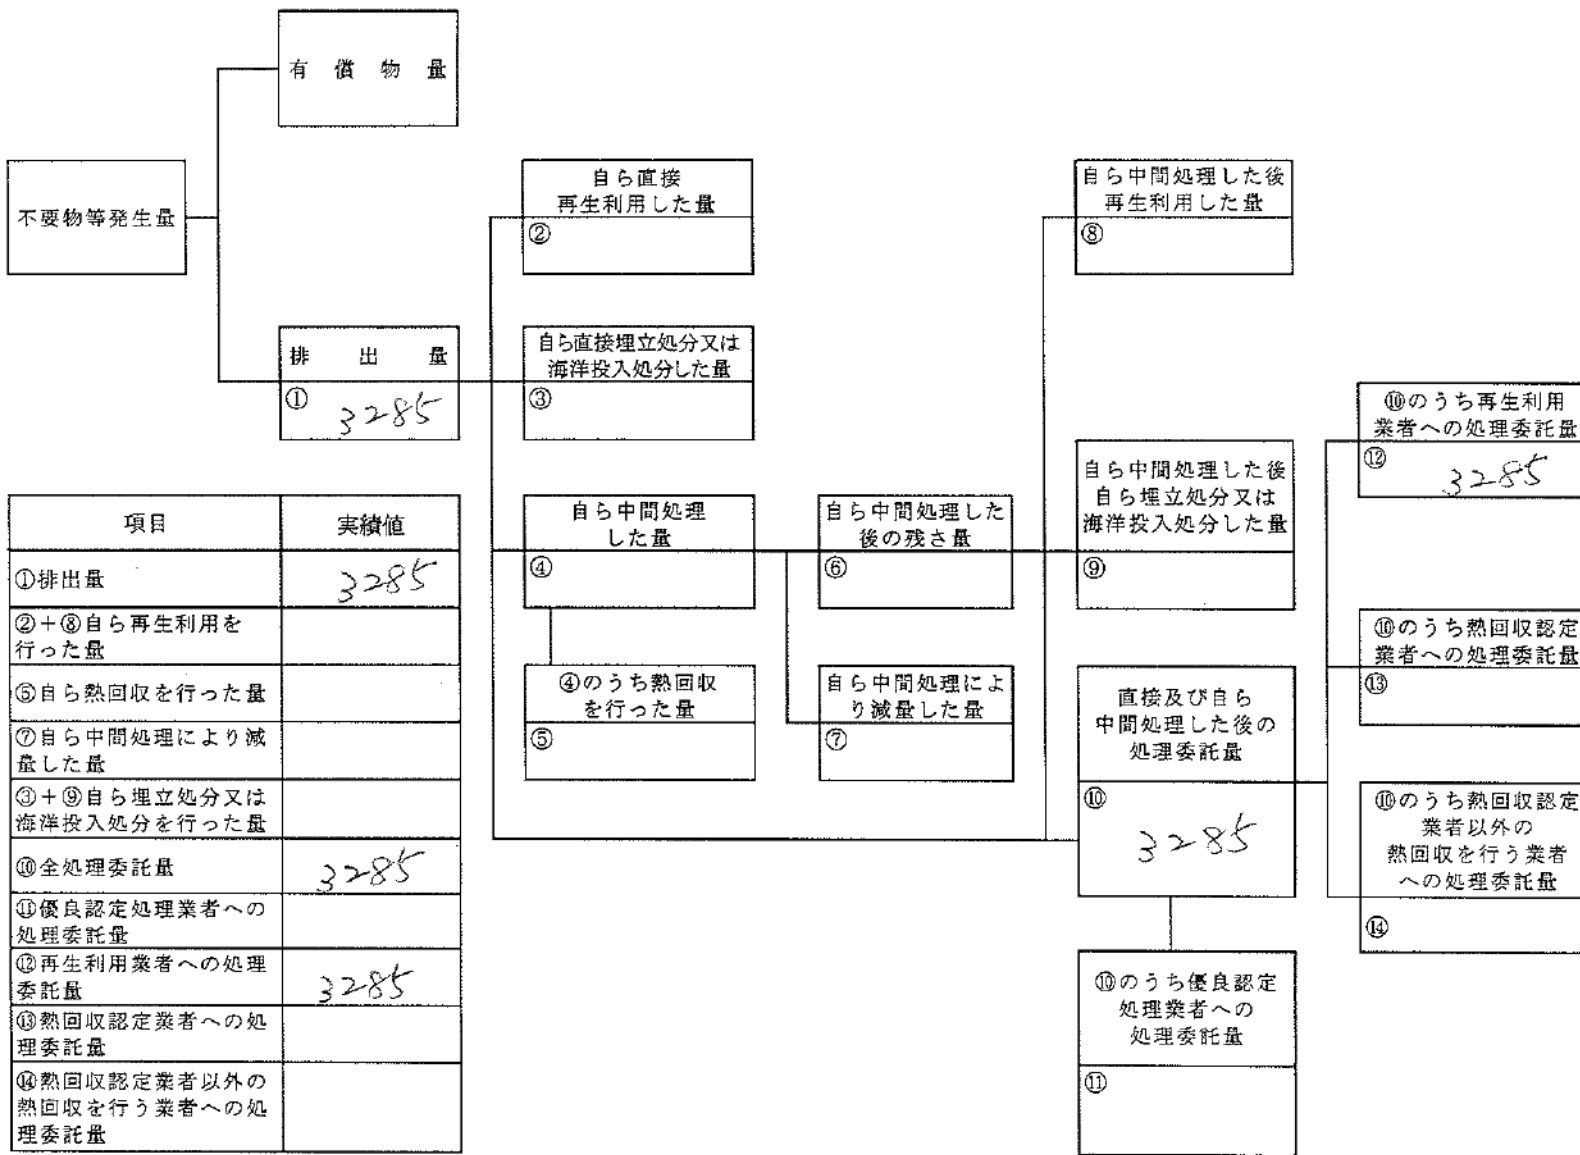 有償物量
不要物等発生量
排出量
① 3285
自ら直接
再生利用した量
②
自ら直接埋立処分又は
海洋投入処分した量
③
自ら中間処理
した量
④
④のうち熱回収
を行った量
⑤
自ら中間処理した
後の残さ量
⑥
自ら中間処理によ
り減量した量
⑦
自ら中間処理した後
再生利用した量
⑧
自ら中間処理した後
自ら埋立処分又は
海洋投入処分した量
⑨
直接及び自ら
中間処理した後の
処理委託量
⑩
3285
⑩のうち優良認定
処理業者への
処理委託量
⑪
⑩のうち再生利用
業者への処理委託量
⑫ 3285
⑩のうち熱回収認定
業者への処理委託量
⑬
⑩のうち熱回収認定
業者以外の
熱回収を行う業者
への処理委託量
⑭
項目 実績値
①排出量 3285
②+⑧自ら再生利用を
行った量
⑤自ら熱回収を行った量
⑦自ら中間処理により減
量した量
③+⑨自ら埋立処分又は
海洋投入処分を行った量
⑩全処理委託量 3285
⑪優良認定処理業者への
処理委託量
⑫再生利用業者への処理
委託量 3285
⑬熱回収認定業者への処
理委託量
⑭熱回収認定業者以外の
熱回収を行う業者への処
理委託量